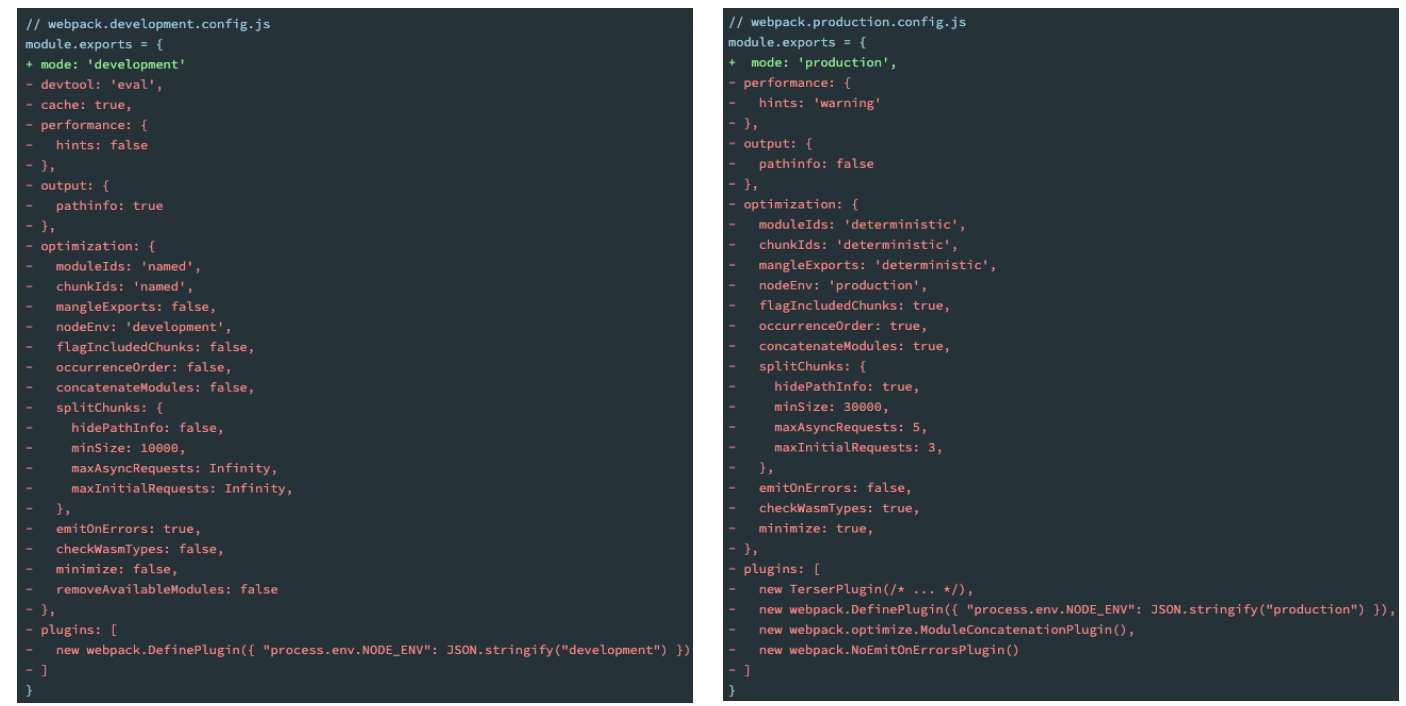 // webpack.development.config.js
module.exports = {
+ mode: 'development'
- devtool: 'eval',
- cache: true,
- performance: {
-   hints: false
- },
- output: {
-   pathinfo: true
- },
- optimization: {
-   moduleIds: 'named',
-   chunkIds: 'named',
-   mangleExports: false,
-   nodeEnv: 'development',
-   flagIncludedChunks: false,
-   occurrenceOrder: false,
-   concatenateModules: false,
-   splitChunks: {
-     hidePathInfo: false,
-     minSize: 10000,
-     maxAsyncRequests: Infinity,
-     maxInitialRequests: Infinity,
-   },
-   emitOnErrors: true,
-   checkWasmTypes: false,
-   minimize: false,
-   removeAvailableModules: false
- },
- plugins: [
-   new webpack.DefinePlugin({ "process.env.NODE_ENV": JSON.stringify("development") })
- ]
}
// webpack.production.config.js
module.exports = {
+  mode: 'production',
- performance: {
-   hints: 'warning'
- },
- output: {
-   pathinfo: false
- },
- optimization: {
-   moduleIds: 'deterministic',
-   chunkIds: 'deterministic',
-   mangleExports: 'deterministic',
-   nodeEnv: 'production',
-   flagIncludedChunks: true,
-   occurrenceOrder: true,
-   concatenateModules: true,
-   splitChunks: {
-     hidePathInfo: true,
-     minSize: 30000,
-     maxAsyncRequests: 5,
-     maxInitialRequests: 3,
-   },
-   emitOnErrors: false,
-   checkWasmTypes: true,
-   minimize: true,
- },
- plugins: [
-   new TerserPlugin(/* ... */),
-   new webpack.DefinePlugin({ "process.env.NODE_ENV": JSON.stringify("production") }),
-   new webpack.optimize.ModuleConcatenationPlugin(),
-   new webpack.NoEmitOnErrorsPlugin()
- ]
}